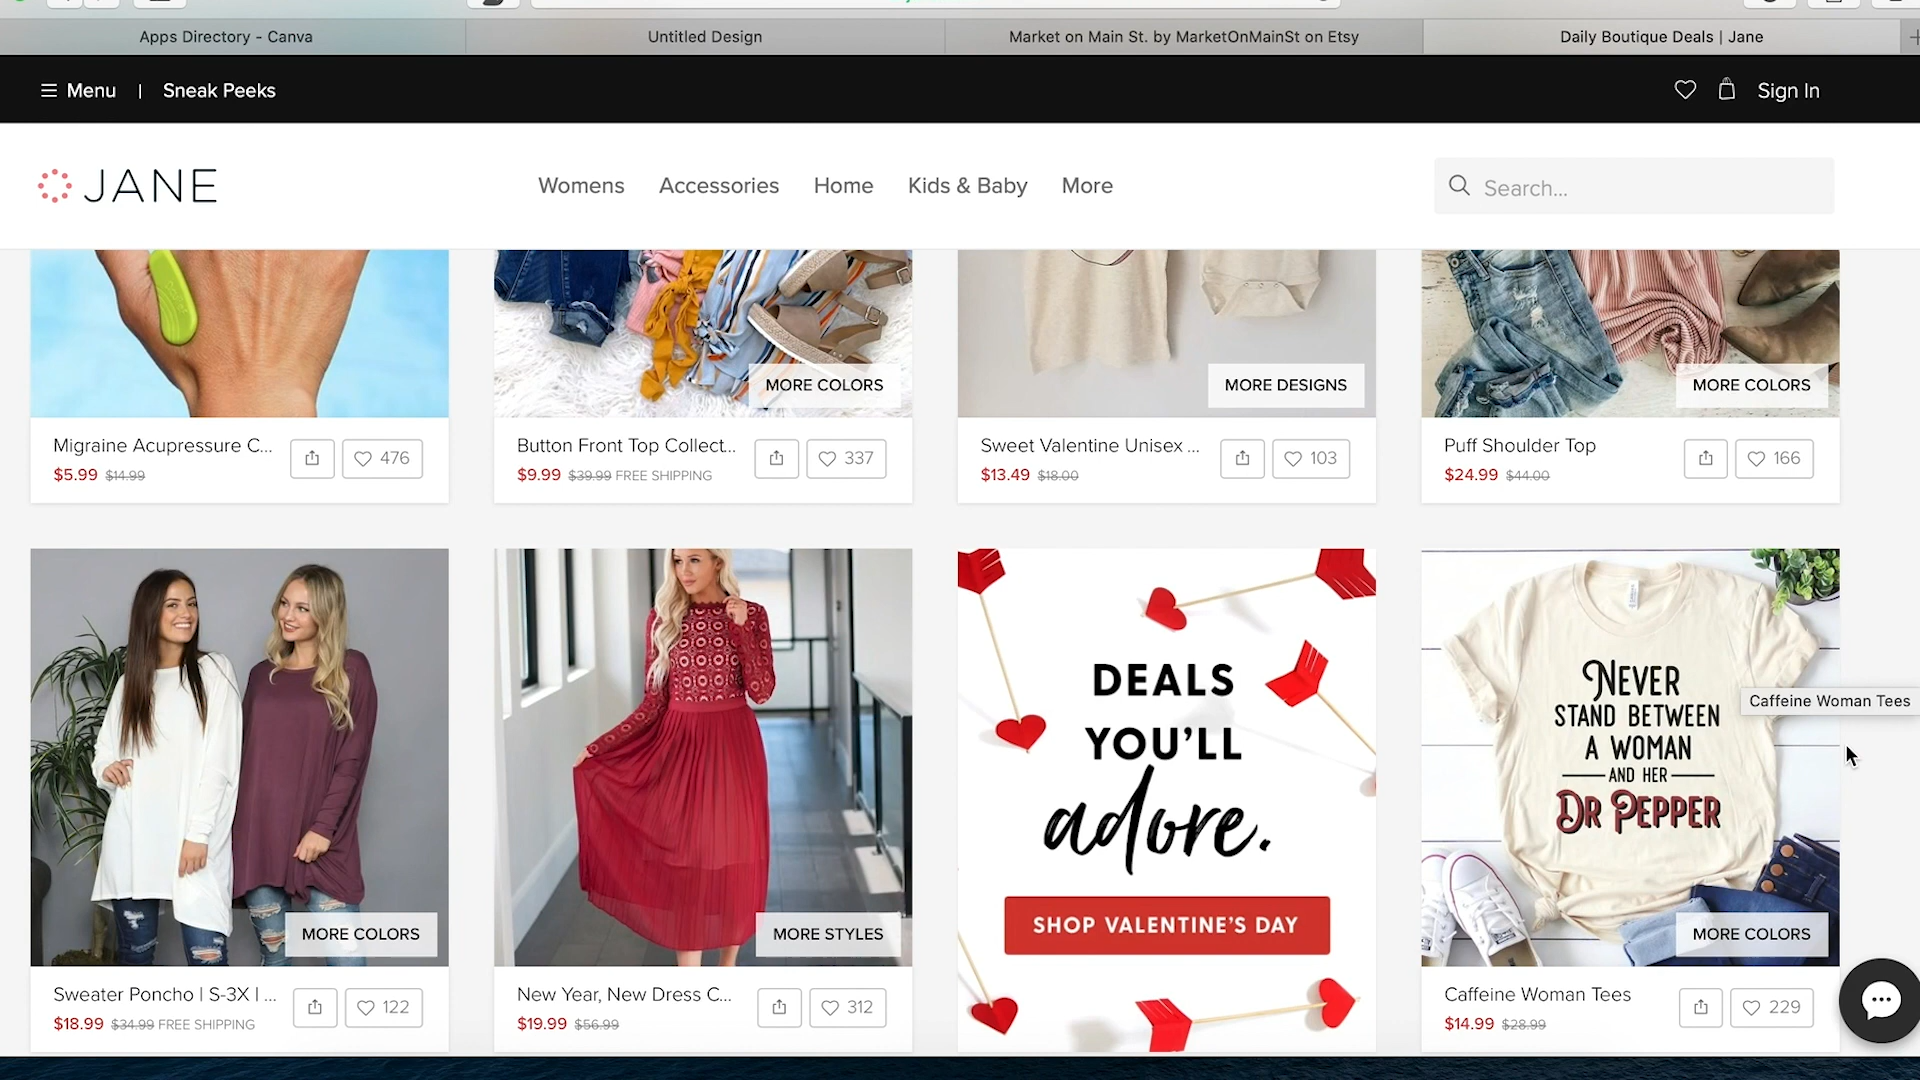 Apps Directory - Canva
Untitled Design
Market on Main St. by MarketOnMainSt on Etsy
Daily Boutique Deals | Jane
Menu | Sneak Peeks
Sign In
JANE
Womens
Accessories
Home
Kids & Baby
More
Search...
MORE COLORS
MORE DESIGNS
MORE COLORS
Migraine Acupressure C...
$5.99 $14.99
476
Button Front Top Collect...
$9.99 $39.99 FREE SHIPPING
337
Sweet Valentine Unisex ...
$13.49 $18.00
103
Puff Shoulder Top
$24.99 $44.00
166
MORE COLORS
MORE STYLES
DEALS
YOU'LL
adore.
SHOP VALENTINE'S DAY
NEVER
STAND BETWEEN
A WOMAN
AND HER
DR PEPPER
Caffeine Woman Tees
MORE COLORS
Sweater Poncho | S-3X | ...
$18.99 $34.99 FREE SHIPPING
122
New Year, New Dress C...
$19.99 $56.99
312
Caffeine Woman Tees
$14.99 $28.99
229